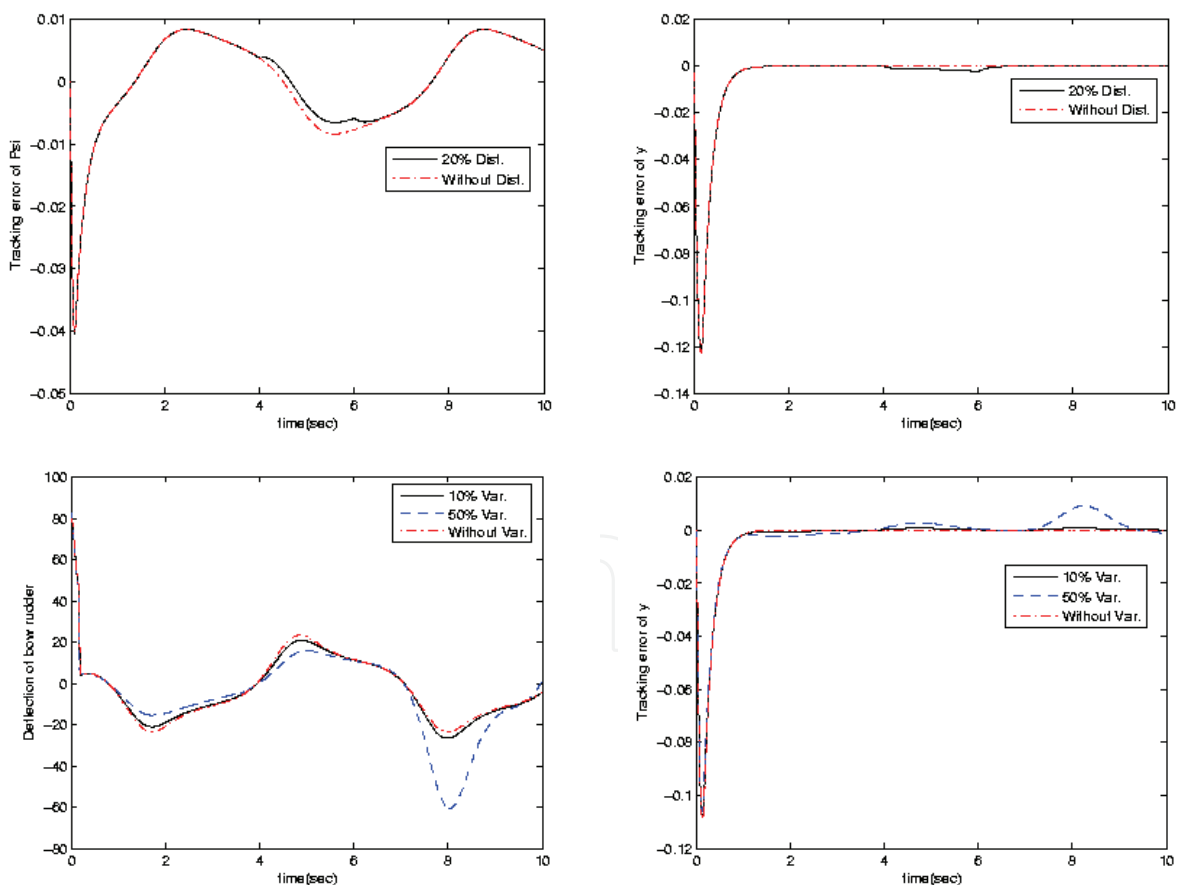 0.01
0
−0.01
−0.02
−0.03
−0.04
−0.05
Tracking error of Psi
20% Dist.
Without Dist.
0 2 4 6 8 10
time(sec)
0.02
0
−0.02
−0.04
−0.06
−0.08
−0.1
−0.12
−0.14
Tracking error of y
20% Dist.
Without Dist.
0 2 4 6 8 10
time(sec)
100
80
60
40
20
0
−20
−40
−60
−80
Deflection of bow rudder
10% Var.
50% Var.
Without Var.
0 2 4 6 8 10
time(sec)
0.02
0
−0.02
−0.04
−0.06
−0.08
−0.1
−0.12
Tracking error of y
10% Var.
50% Var.
Without Var.
0 2 4 6 8 10
time(sec)